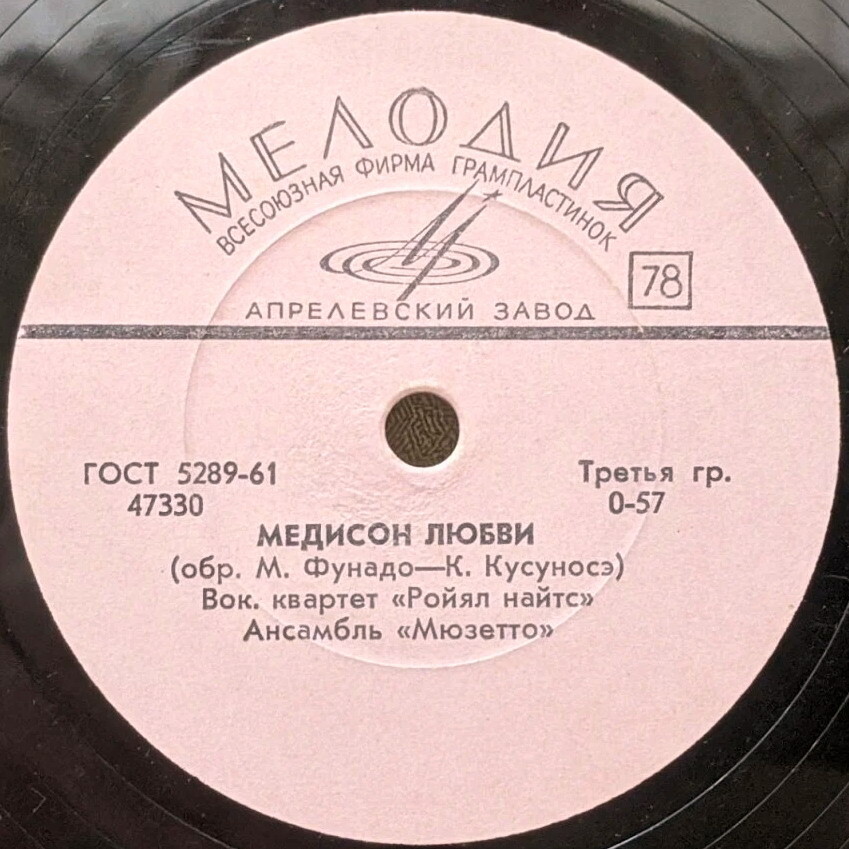 МЕЛОДИЯ
ВСЕСОЮЗНАЯ ФИРМА ГРАМПЛАСТИНОК
78
АПРЕЛЕВСКИЙ ЗАВОД
ГОСТ 5289-61
47330
Третья гр.
0-57
МЕДИСОН ЛЮБВИ
(обр. М. Фунадо—К. Кусуносэ)
Вок. квартет «Ройял найтс»
Ансамбль «Мюзетто»